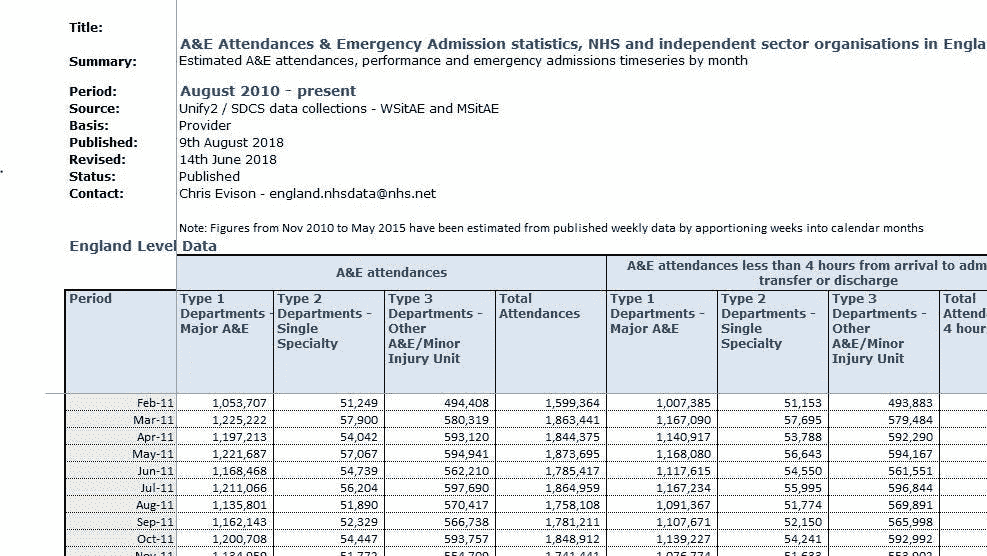 Title:
A&E Attendances & Emergency Admission statistics, NHS and independent sector organisations in Engla
Summary: Estimated A&E attendances, performance and emergency admissions timeseries by month
Period: August 2010 - present
Source: Unify2 / SDCS data collections - WSitAE and MSitAE
Basis: Provider
Published: 9th August 2018
Revised: 14th June 2018
Status: Published
Contact: Chris Evison - england.nhsdata@nhs.net
Note: Figures from Nov 2010 to May 2015 have been estimated from published weekly data by apportioning weeks into calendar months
England Level Data
A&E attendances
A&E attendances less than 4 hours from arrival to adm
transfer or discharge
Period Type 1 Type 2 Type 3 Total Type 1 Type 2 Type 3 Total
Departments - Departments - Departments - Attendances Departments - Departments - Departments - Attend
Major A&E Single Other Major A&E Single Other 4 hour
Specialty A&E/Minor Specialty A&E/Minor
Injury Unit Injury Unit
Feb-11 1,053,707 51,249 494,408 1,599,364 1,007,385 51,153 493,883
Mar-11 1,225,222 57,900 580,319 1,863,441 1,167,090 57,695 579,484
Apr-11 1,197,213 54,042 593,120 1,844,375 1,140,917 53,788 592,290
May-11 1,221,687 57,067 594,941 1,873,695 1,168,080 56,643 594,167
Jun-11 1,168,468 54,739 562,210 1,785,417 1,117,615 54,550 561,551
Jul-11 1,211,066 56,204 597,690 1,864,959 1,167,234 55,995 596,844
Aug-11 1,135,801 51,890 570,417 1,758,108 1,091,367 51,774 569,891
Sep-11 1,162,143 52,329 566,738 1,781,211 1,107,671 52,150 565,998
Oct-11 1,200,708 54,447 593,757 1,848,912 1,139,227 54,241 592,992